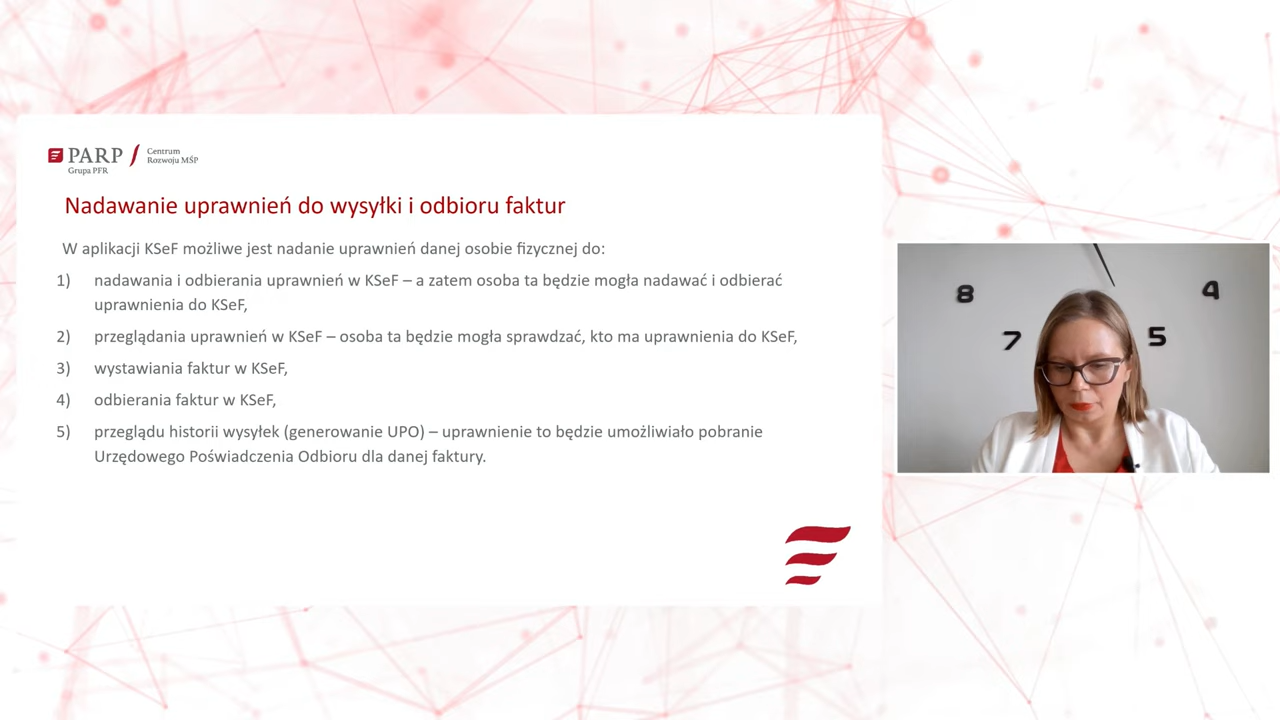 PARP
Grupa PFR
Centrum
Rozwoju MŚP
Nadawanie uprawnień do wysyłki i odbioru faktur
W aplikacji KSeF możliwe jest nadanie uprawnień danej osobie fizycznej do:
1) nadawania i odbierania uprawnień w KSeF – a zatem osoba ta będzie mogła nadawać i odbierać
uprawnienia do KSeF,
2) przeglądania uprawnień w KSeF – osoba ta będzie mogła sprawdzać, kto ma uprawnienia do KSeF,
3) wystawiania faktur w KSeF,
4) odbierania faktur w KSeF,
5) przeglądu historii wysyłek (generowanie UPO) – uprawnienie to będzie umożliwiało pobranie
Urzędowego Poświadczenia Odbioru dla danej faktury.
8 4
7 5